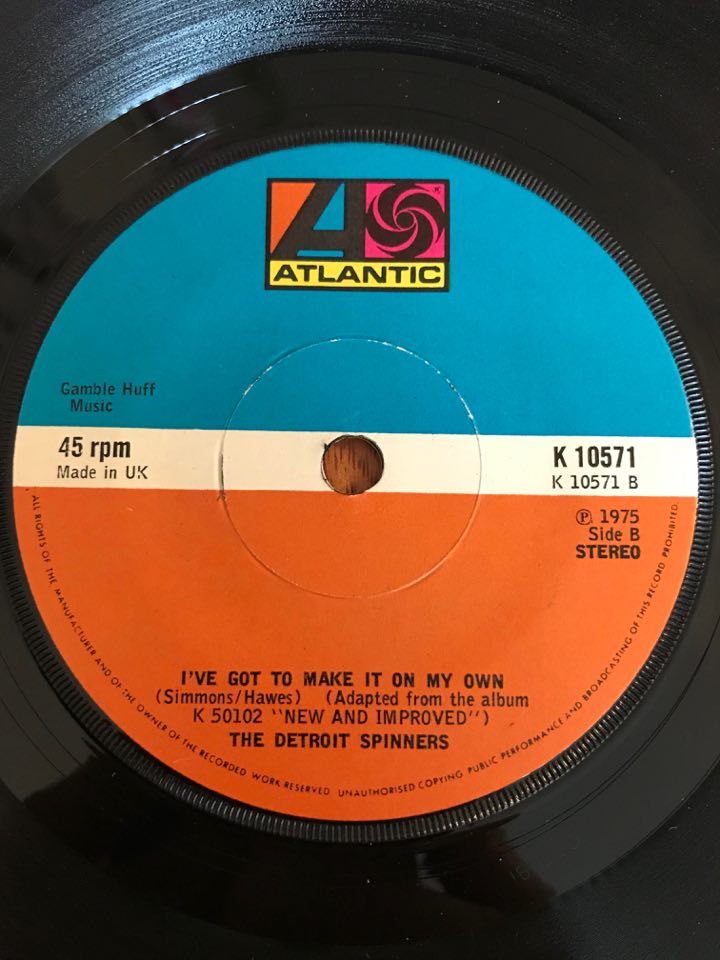 ATLANTIC
Gamble Huff
Music
45 rpm
Made in UK
K 10571
K 10571 B
Ⓟ 1975
Side B
STEREO
I'VE GOT TO MAKE IT ON MY OWN
(Simmons/Hawes) (Adapted from the album
K 50102 "NEW AND IMPROVED")
THE DETROIT SPINNERS
ALL RIGHTS OF THE MANUFACTURER AND OF THE OWNER OF THE RECORDED WORK RESERVED UNAUTHORISED COPYING PUBLIC PERFORMANCE AND BROADCASTING OF THIS RECORD PROHIBITED